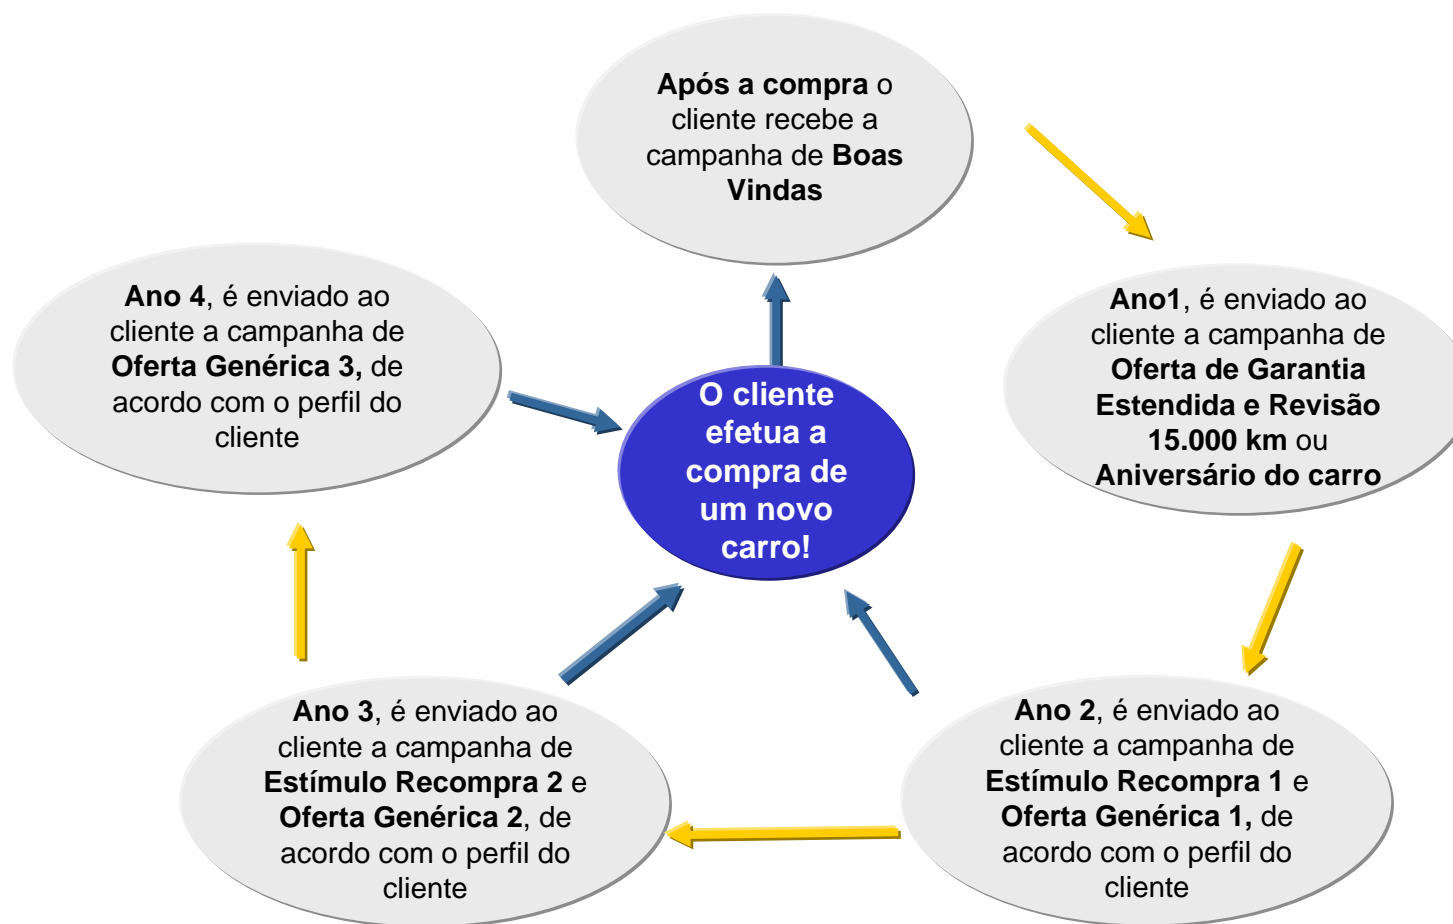 Após a compra o
cliente recebe a
campanha de Boas
Vindas
Ano 4, é enviado ao
cliente a campanha de
Oferta Genérica 3, de
acordo com o perfil do
cliente
Ano1, é enviado ao
cliente a campanha de
Oferta de Garantia
Estendida e Revisão
15.000 km ou
Aniversário do carro
O cliente
efetua a
compra de
um novo
carro!
Ano 3, é enviado ao
cliente a campanha de
Estímulo Recompra 2 e
Oferta Genérica 2, de
acordo com o perfil do
cliente
Ano 2, é enviado ao
cliente a campanha de
Estímulo Recompra 1 e
Oferta Genérica 1, de
acordo com o perfil do
cliente